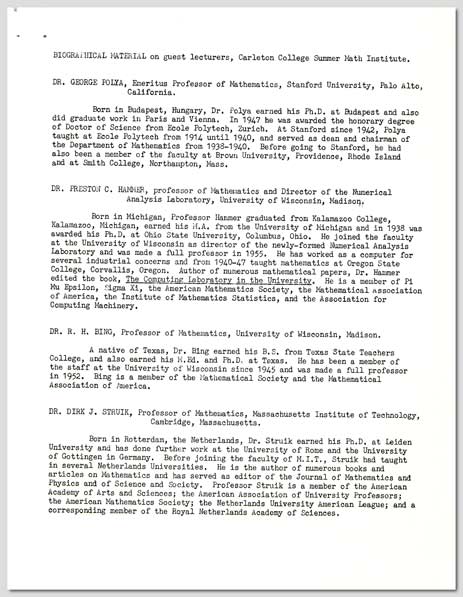 BIOGRAPHICAL MATERIAL on guest lecturers, Carleton College Summer Math Institute.
DR. GEORGE POLYA, Emeritus Professor of Mathematics, Stanford University, Palo Alto,
California.
Born in Budapest, Hungary, Dr. Polya earned his Ph.D. at Budapest and also
did graduate work in Paris and Vienna. In 1947 he was awarded the honorary degree
of Doctor of Science from Ecole Polytech, Zurich. At Stanford since 1942, Polya
taught at Ecole Polytech from 1914 until 1940, and served as dean and chairman of
the Department of Mathematics from 1938-1940. Before going to Stanford, he had
also been a member of the faculty at Brown University, Providence, Rhode Island
and at Smith College, Northampton, Mass.
DR. PRESTON C. HAMMER, professor of Mathematics and Director of the Numerical
Analysis Laboratory, University of Wisconsin, Madison.
Born in Michigan, Professor Hammer graduated from Kalamazoo College,
Kalamazoo, Michigan, earned his M.A. from the University of Michigan and in 1938 was
awarded his Ph.D. at Ohio State University, Columbus, Ohio. He joined the faculty
at the University of Wisconsin as director of the newly-formed Numerical Analysis
Laboratory and was made a full professor in 1955. He has worked as a computer for
several industrial concerns and from 1940-47 taught mathematics at Oregon State
College, Corvallis, Oregon. Author of numerous mathematical papers, Dr. Hammer
edited the book, The Computing Laboratory in the University. He is a member of Pi
Mu Epsilon, Sigma Xi, the American Mathematics Society, the Mathematical Association
of America, the Institute of Mathematics Statistics, and the Association for
Computing Machinery.
DR. R. H. BING, Professor of Mathematics, University of Wisconsin, Madison.
A native of Texas, Dr. Bing earned his B.S. from Texas State Teachers
College, and also earned his M.Ed. and Ph.D. at Texas. He has been a member of
the staff at the University of Wisconsin since 1945 and was made a full professor
in 1952. Bing is a member of the Mathematical Society and the Mathematical
Association of America.
DR. DIRK J. STRUIK, Professor of Mathematics, Massachusetts Institute of Technology,
Cambridge, Massachusetts.
Born in Rotterdam, the Netherlands, Dr. Struik earned his Ph.D. at Leiden
University and has done further work at the University of Rome and the University
of Gottingen in Germany. Before joining the faculty of M.I.T., Struik had taught
in several Netherlands Universities. He is the author of numerous books and
articles on Mathematics and has served as editor of the Journal of Mathematics and
Physics and of Science and Society. Professor Struik is a member of the American
Academy of Arts and Sciences; the American Association of University Professors;
the American Mathematics Society; the Netherlands University American League; and a
corresponding member of the Royal Netherlands Academy of Sciences.